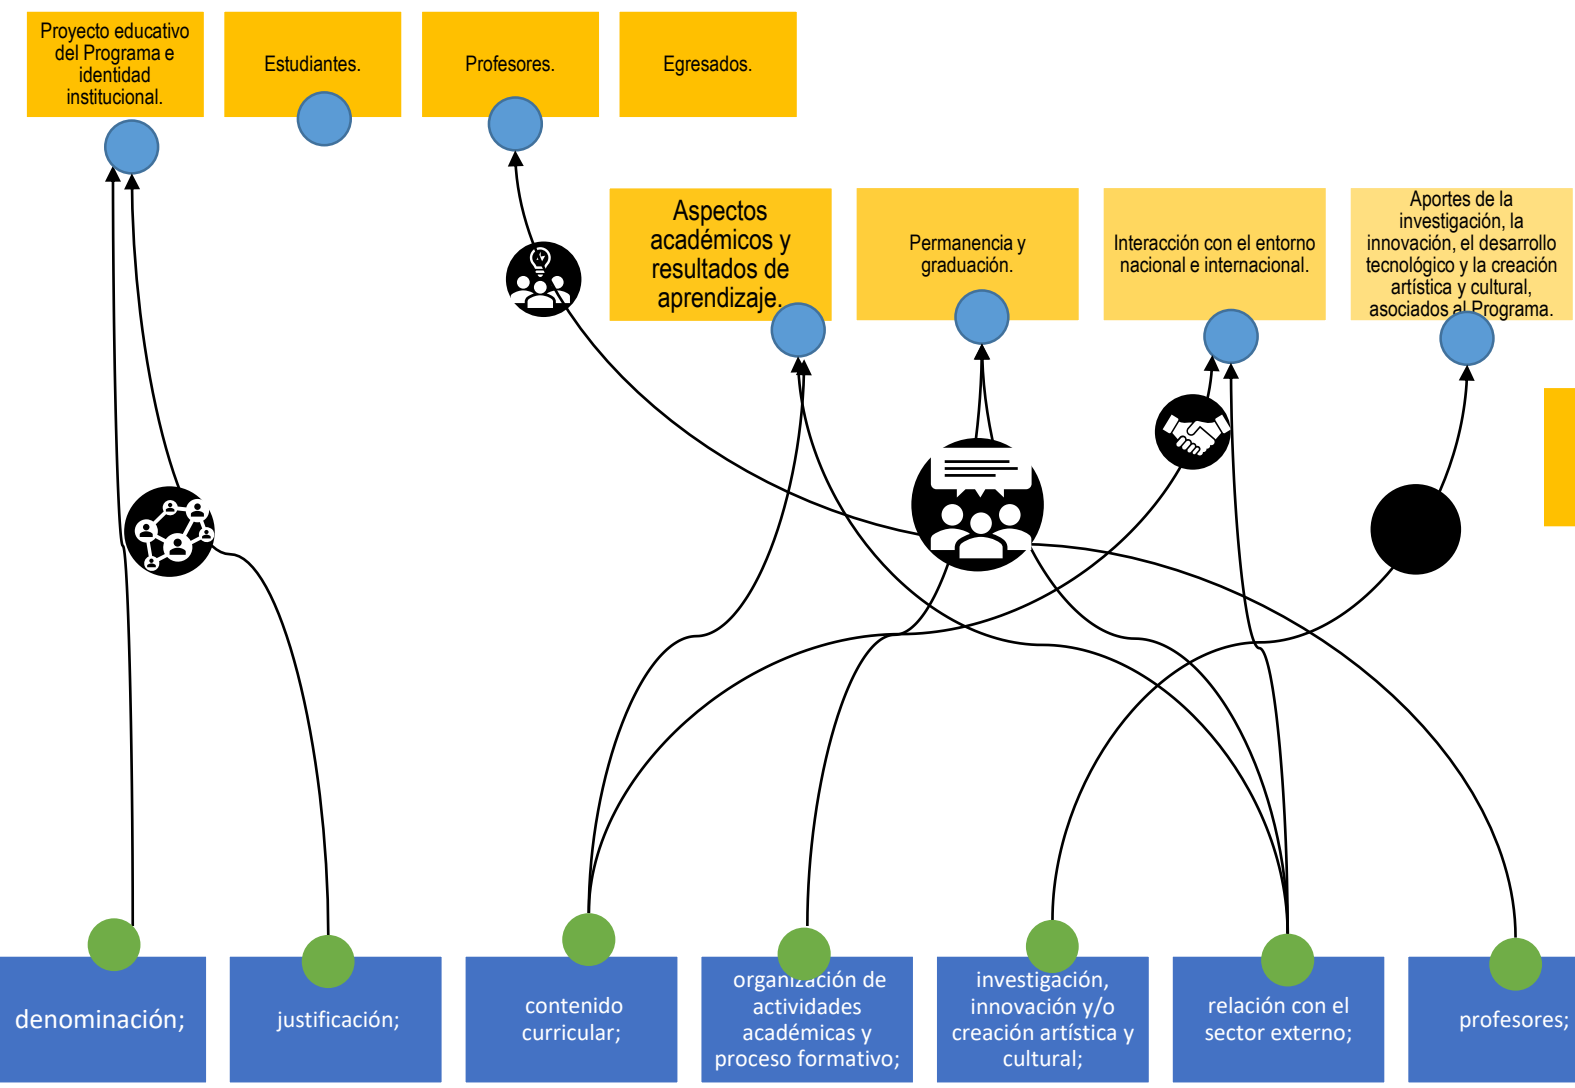 Proyecto educativo
del Programa e
identidad
institucional.
Estudiantes.
Profesores.
Egresados.
Aspectos
académicos y
resultados de
aprendizaje.
Permanencia y
graduación.
Interacción con el entorno
nacional e internacional.
Aportes de la
investigación, la
innovación, el desarrollo
tecnológico y la creación
artística y cultural,
asociados al Programa.
denominación;
justificación;
contenido
curricular;
organización de
actividades
académicas y
proceso formativo;
investigación,
innovación y/o
creación artística y
cultural;
relación con el
sector externo;
profesores;